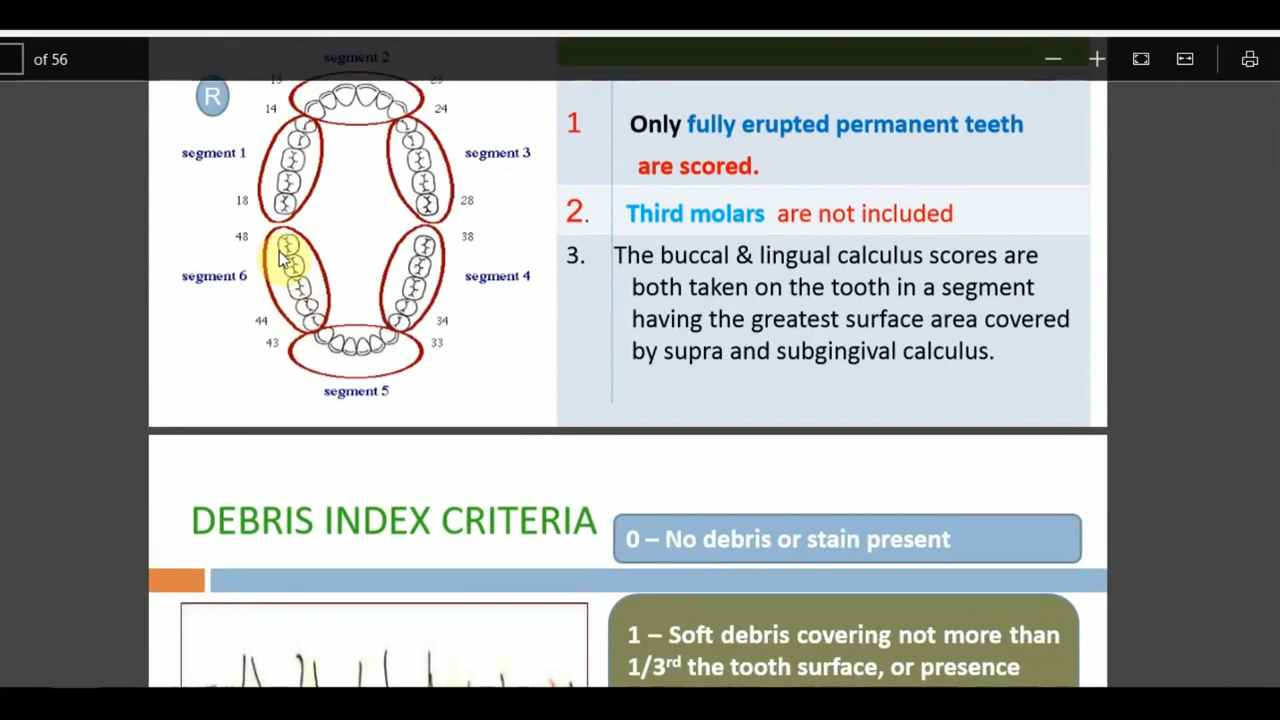 of 56
segment 2
R
13
23
14
24
segment 1
segment 3
18
28
48
38
segment 6
segment 4
44
34
43
33
segment 5
1 Only fully erupted permanent teeth
are scored.
2. Third molars are not included
3. The buccal & lingual calculus scores are
both taken on the tooth in a segment
having the greatest surface area covered
by supra and subgingival calculus.
DEBRIS INDEX CRITERIA
0 – No debris or stain present
1 – Soft debris covering not more than
1/3rd the tooth surface, or presence